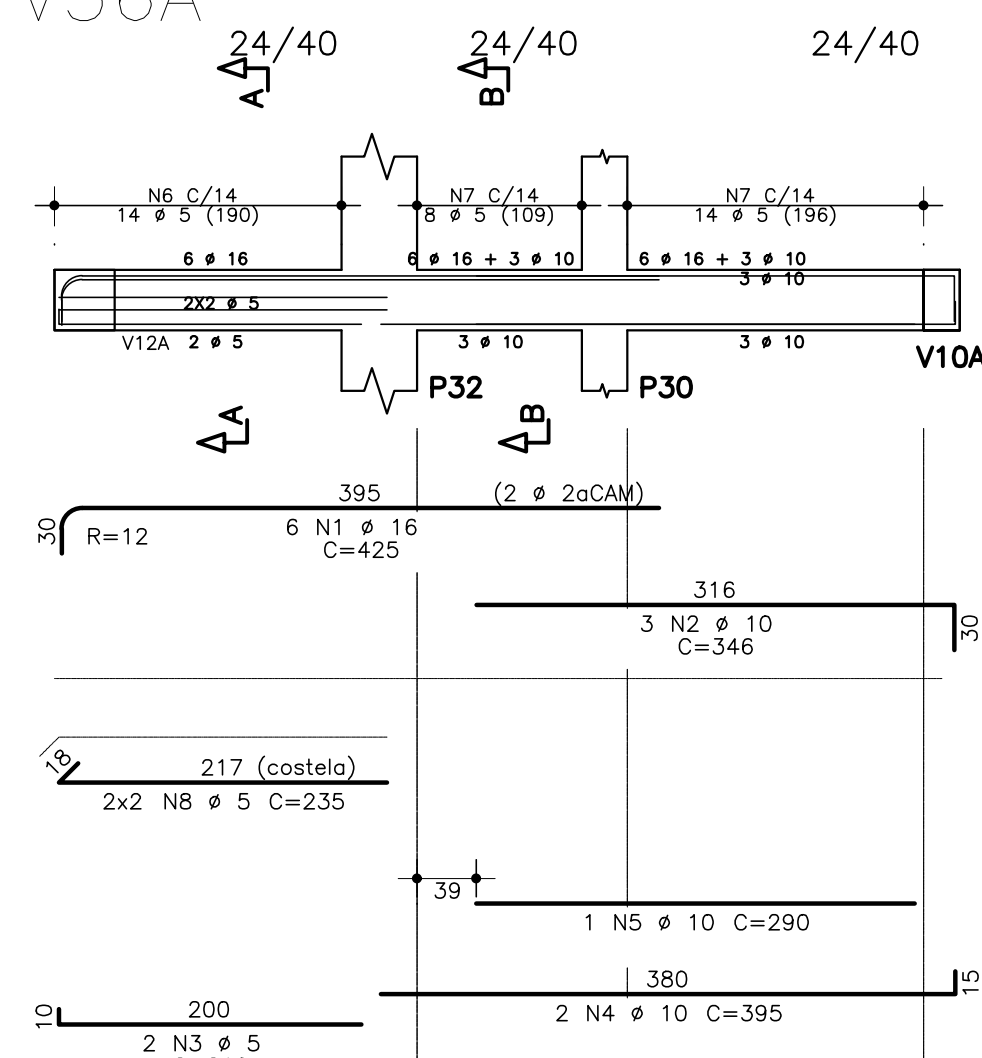 V56A
24/40 24/40 24/40
A B
N6 C/14 N7 C/14 N7 C/14
14 ø 5 (190) 8 ø 5 (109) 14 ø 5 (196)
6 ø 16 6 ø 16 + 3 ø 10 6 ø 16 + 3 ø 10
3 ø 10
2X2 ø 5
V12A 2 ø 5 3 ø 10 3 ø 10
V10A
P32 P30
A B
395 (2 ø 2aCAM)
30 R=12 6 N1 ø 16
C=425
316
3 N2 ø 10 30
C=346
18 217 (costela)
2x2 N8 ø 5 C=235
39
1 N5 ø 10 C=290
380 15
2 N4 ø 10 C=395
10 200
2 N3 ø 5